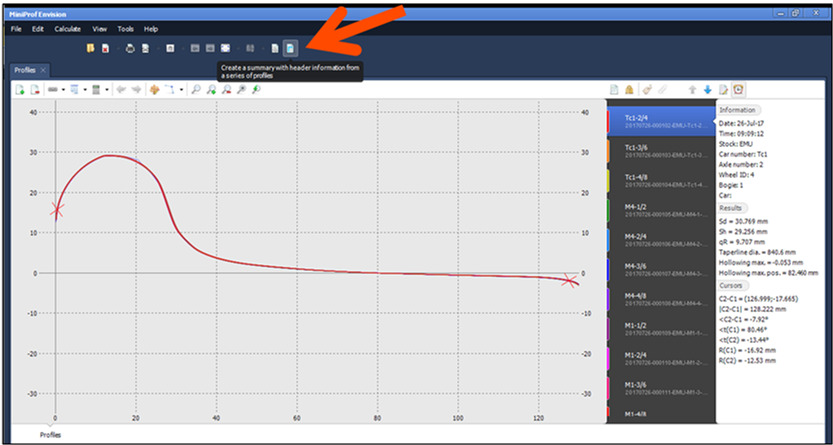 MiniProf Envision
File Edit Calculate View Tools Help
Create a summary with header information from
a series of profiles
Profiles
40
30
20
10
0
-10
-20
-30
40
30
20
10
0
-10
-20
-30
0 20 40 60 80 100 120
Tc1-2/4
20170726-000102-EMU-Tc1-2...
Tc1-3/6
20170726-000103-EMU-Tc1-3...
Tc1-4/8
20170726-000104-EMU-Tc1-4...
M4-1/2
20170726-000105-EMU-M4-1-...
M4-2/4
20170726-000106-EMU-M4-2-...
M4-3/6
20170726-000107-EMU-M4-3-...
M4-4/8
20170726-000108-EMU-M4-4-...
M1-1/2
20170726-000109-EMU-M1-1-...
M1-2/4
20170726-000110-EMU-M1-2-...
M1-3/6
20170726-000111-EMU-M1-3-...
M1-4/8
Information
Date: 26-Jul-17
Time: 09:09:12
Stock: EMU
Car number: Tc1
Axle number: 2
Wheel ID: 4
Bogie: 1
Car:
Results
Sd = 30.769 mm
Sh = 29.256 mm
qR = 9.707 mm
Taperline dia. = 840.6 mm
Hollowing max. = -0.053 mm
Hollowing max. pos. = 82.460 mm
Cursors
C2-C1 = (126.999;-17.665)
|C2-C1| = 128.222 mm
<C2-C1 = -7.92°
<t(C1) = 80.46°
<t(C2) = -13.44°
R(C1) = -16.92 mm
R(C2) = -12.53 mm
Profiles